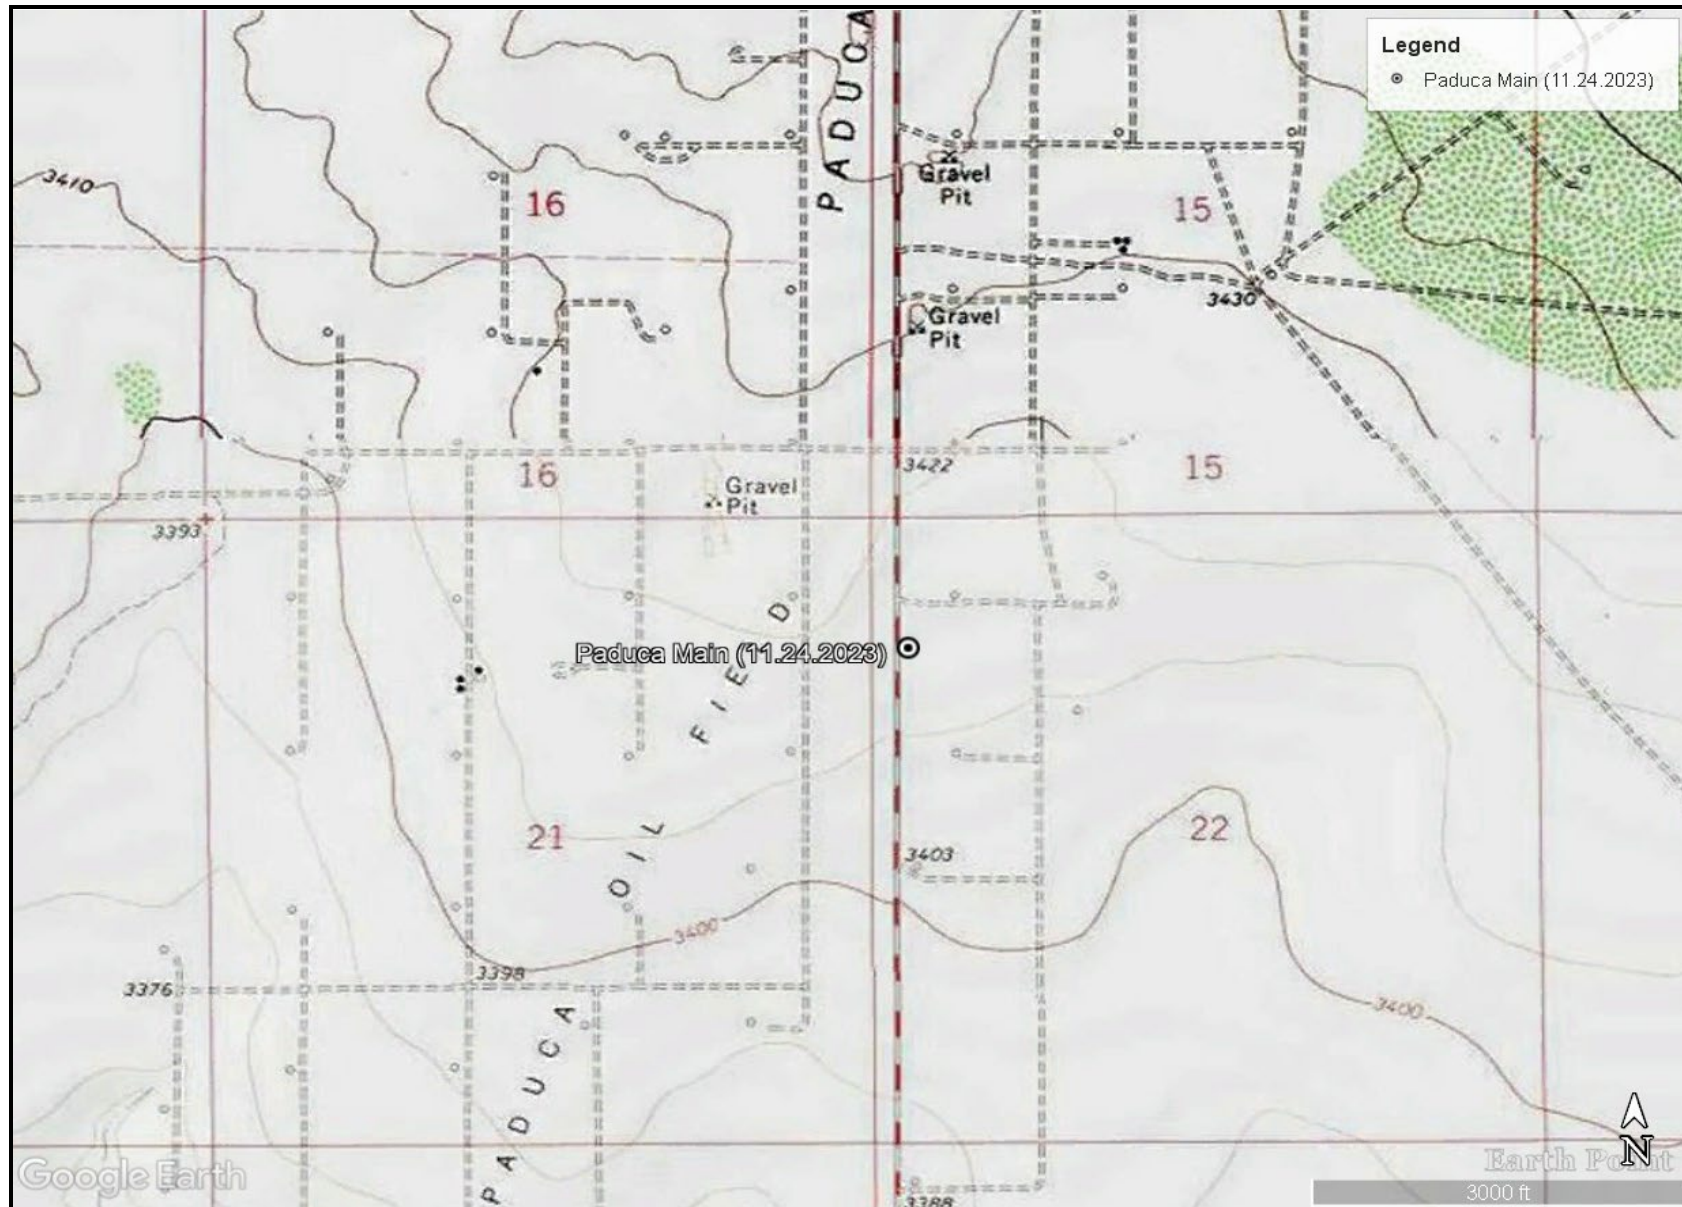 PADUCA
Legend
Paduca Main (11.24.2023)
3410
16
Gravel
Pit
15
3430
Gravel
Pit
3422
16
15
Gravel
Pit
3393
Paduca Main (11.24.2023)
21
OIL FIELD
22
3403
3400
3398
3376
3400
PADUCA
N
Google Earth
Earth Point
3000 ft
3388